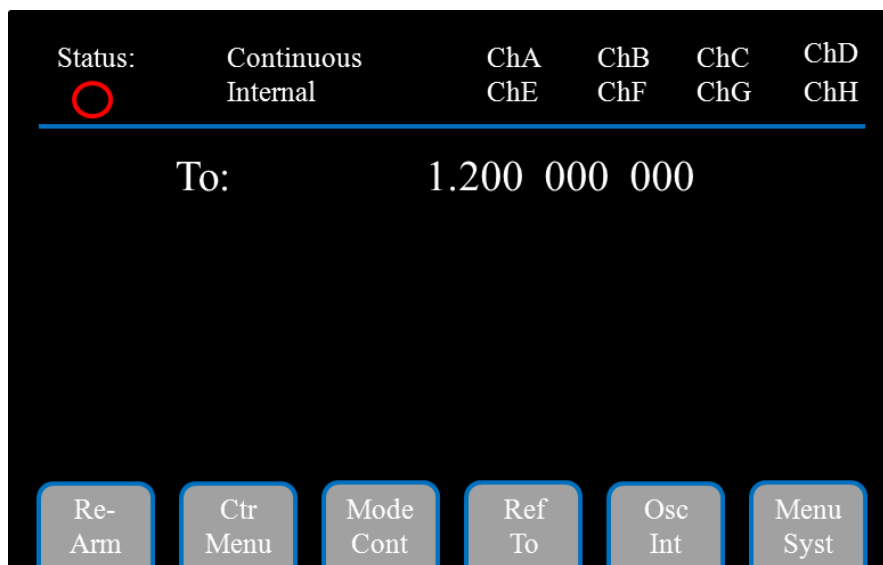 Status: Continuous ChA ChB ChC ChD
Internal ChE ChF ChG ChH
To: 1.200 000 000
Re- Ctr Mode Ref Osc Menu
Arm Menu Cont To Int Syst